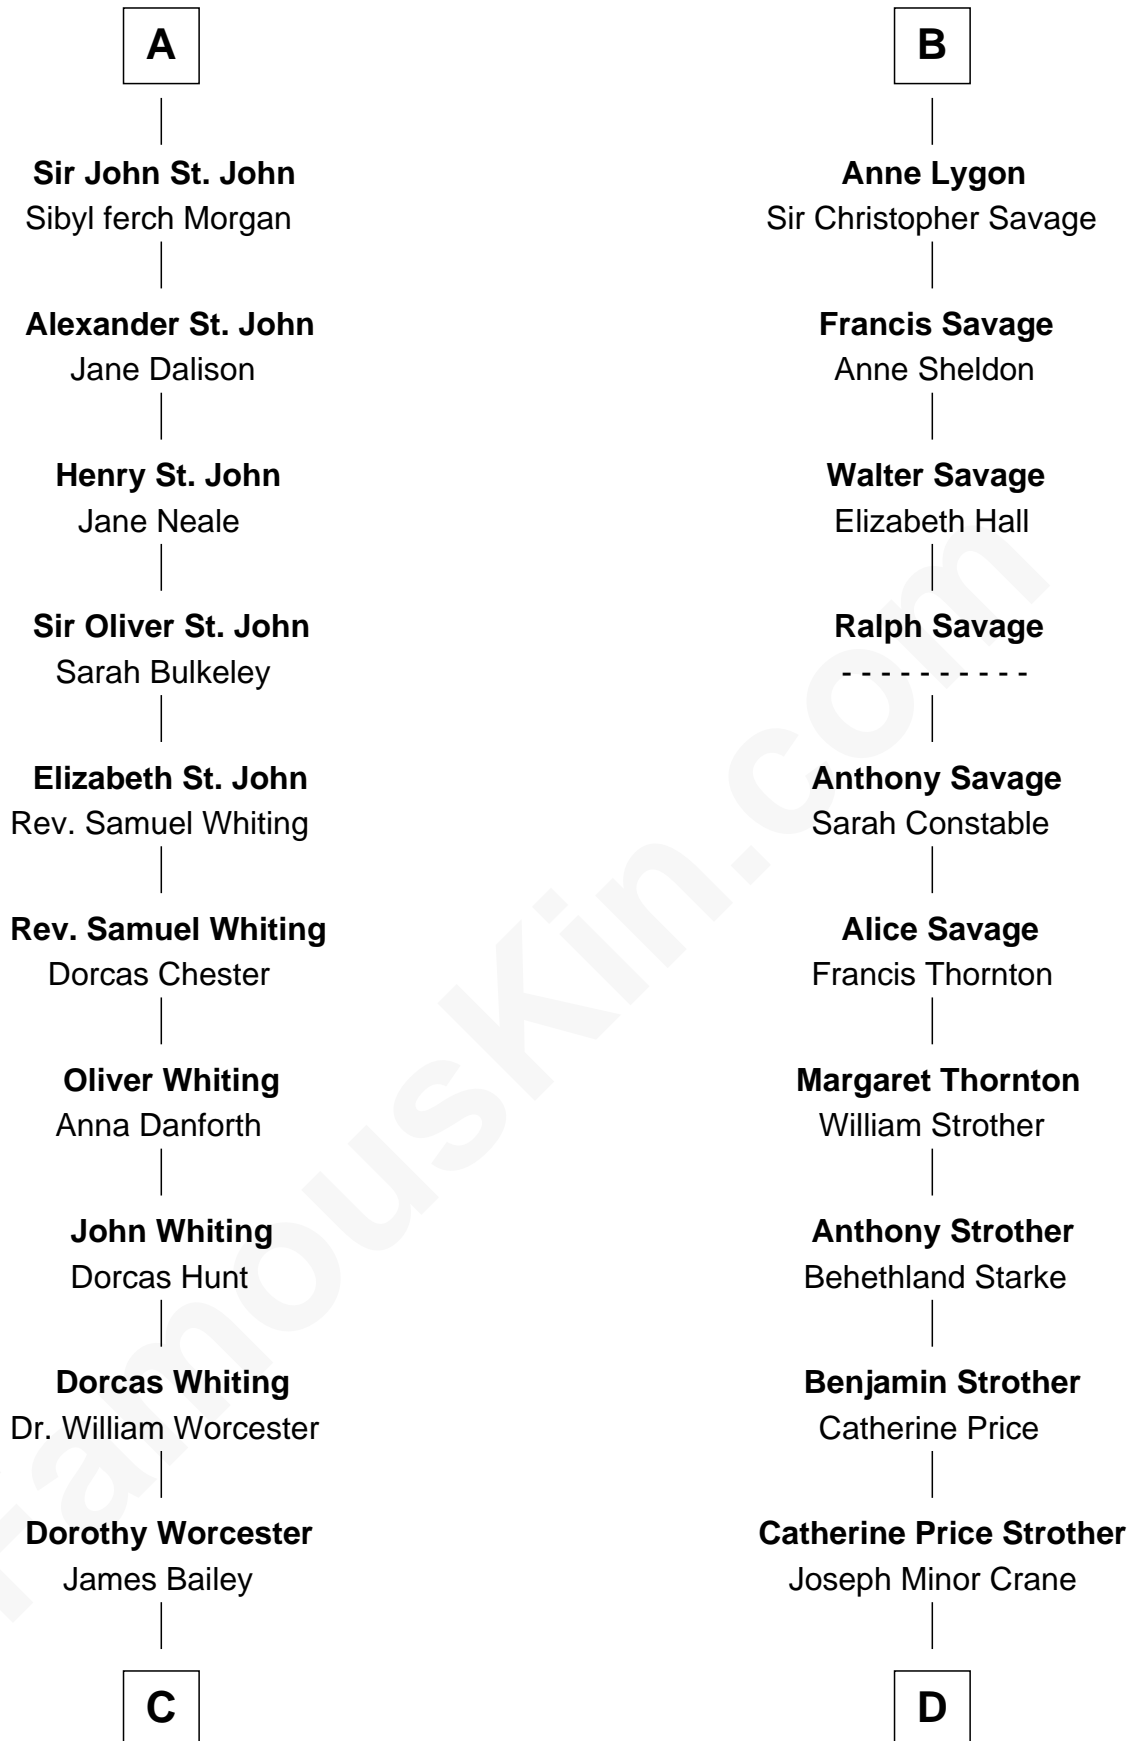 A
Sir John St. John
Sibyl ferch Morgan
Alexander St. John
Jane Dalison
Henry St. John
Jane Neale
Sir Oliver St. John
Sarah Bulkeley
Elizabeth St. John
Rev. Samuel Whiting
Rev. Samuel Whiting
Dorcas Chester
Oliver Whiting
Anna Danforth
John Whiting
Dorcas Hunt
Dorcas Whiting
Dr. William Worcester
Dorothy Worcester
James Bailey
C
B
Anne Lygon
Sir Christopher Savage
Francis Savage
Anne Sheldon
Walter Savage
Elizabeth Hall
Ralph Savage
- - - - - - - - - -
Anthony Savage
Sarah Constable
Alice Savage
Francis Thornton
Margaret Thornton
William Strother
Anthony Strother
Behethland Starke
Benjamin Strother
Catherine Price
Catherine Price Strother
Joseph Minor Crane
D
FamousKin.com